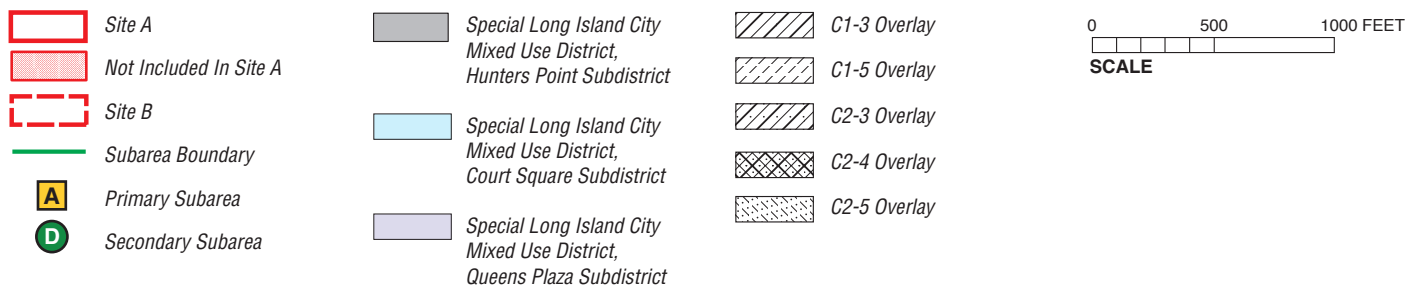 Site A
Not Included In Site A
Site B
Subarea Boundary
A
Primary Subarea
D
Secondary Subarea
Special Long Island City
Mixed Use District,
Hunters Point Subdistrict
Special Long Island City
Mixed Use District,
Court Square Subdistrict
Special Long Island City
Mixed Use District,
Queens Plaza Subdistrict
C1-3 Overlay
C1-5 Overlay
C2-3 Overlay
C2-4 Overlay
C2-5 Overlay
0 500 1000 FEET
SCALE